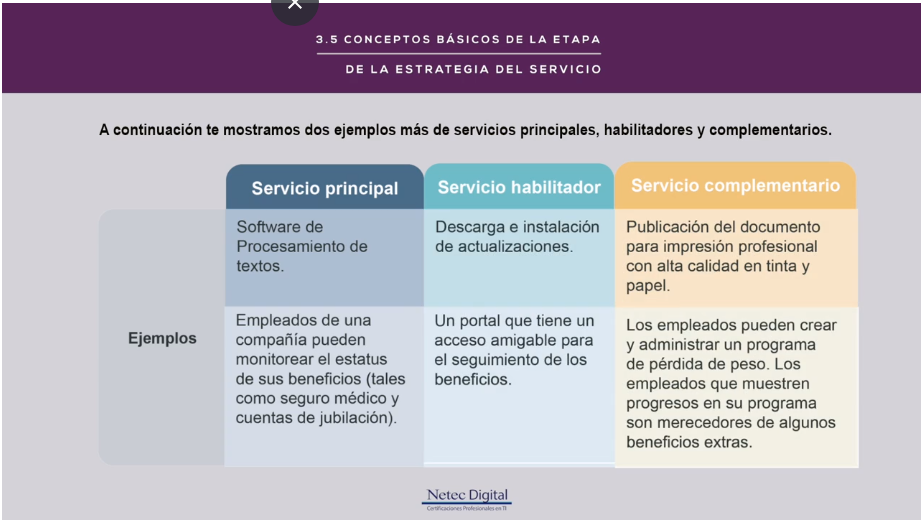 3.5 CONCEPTOS BÁSICOS DE LA ETAPA
DE LA ESTRATEGIA DEL SERVICIO
A continuación te mostramos dos ejemplos más de servicios principales, habilitadores y complementarios.
Servicio principal
Servicio habilitador
Servicio complementario
Ejemplos
Software de
Procesamiento de
textos.
Descarga e instalación
de actualizaciones.
Publicación del documento
para impresión profesional
con alta calidad en tinta y
papel.
Empleados de una
compañía pueden
monitorear el estatus
de sus beneficios (tales
como seguro médico y
cuentas de jubilación).
Un portal que tiene un
acceso amigable para
el seguimiento de los
beneficios.
Los empleados pueden crear
y administrar un programa
de pérdida de peso. Los
empleados que muestren
progresos en su programa
son merecedores de algunos
beneficios extras.
Netec Digital
Certificaciones Profesionales en TI